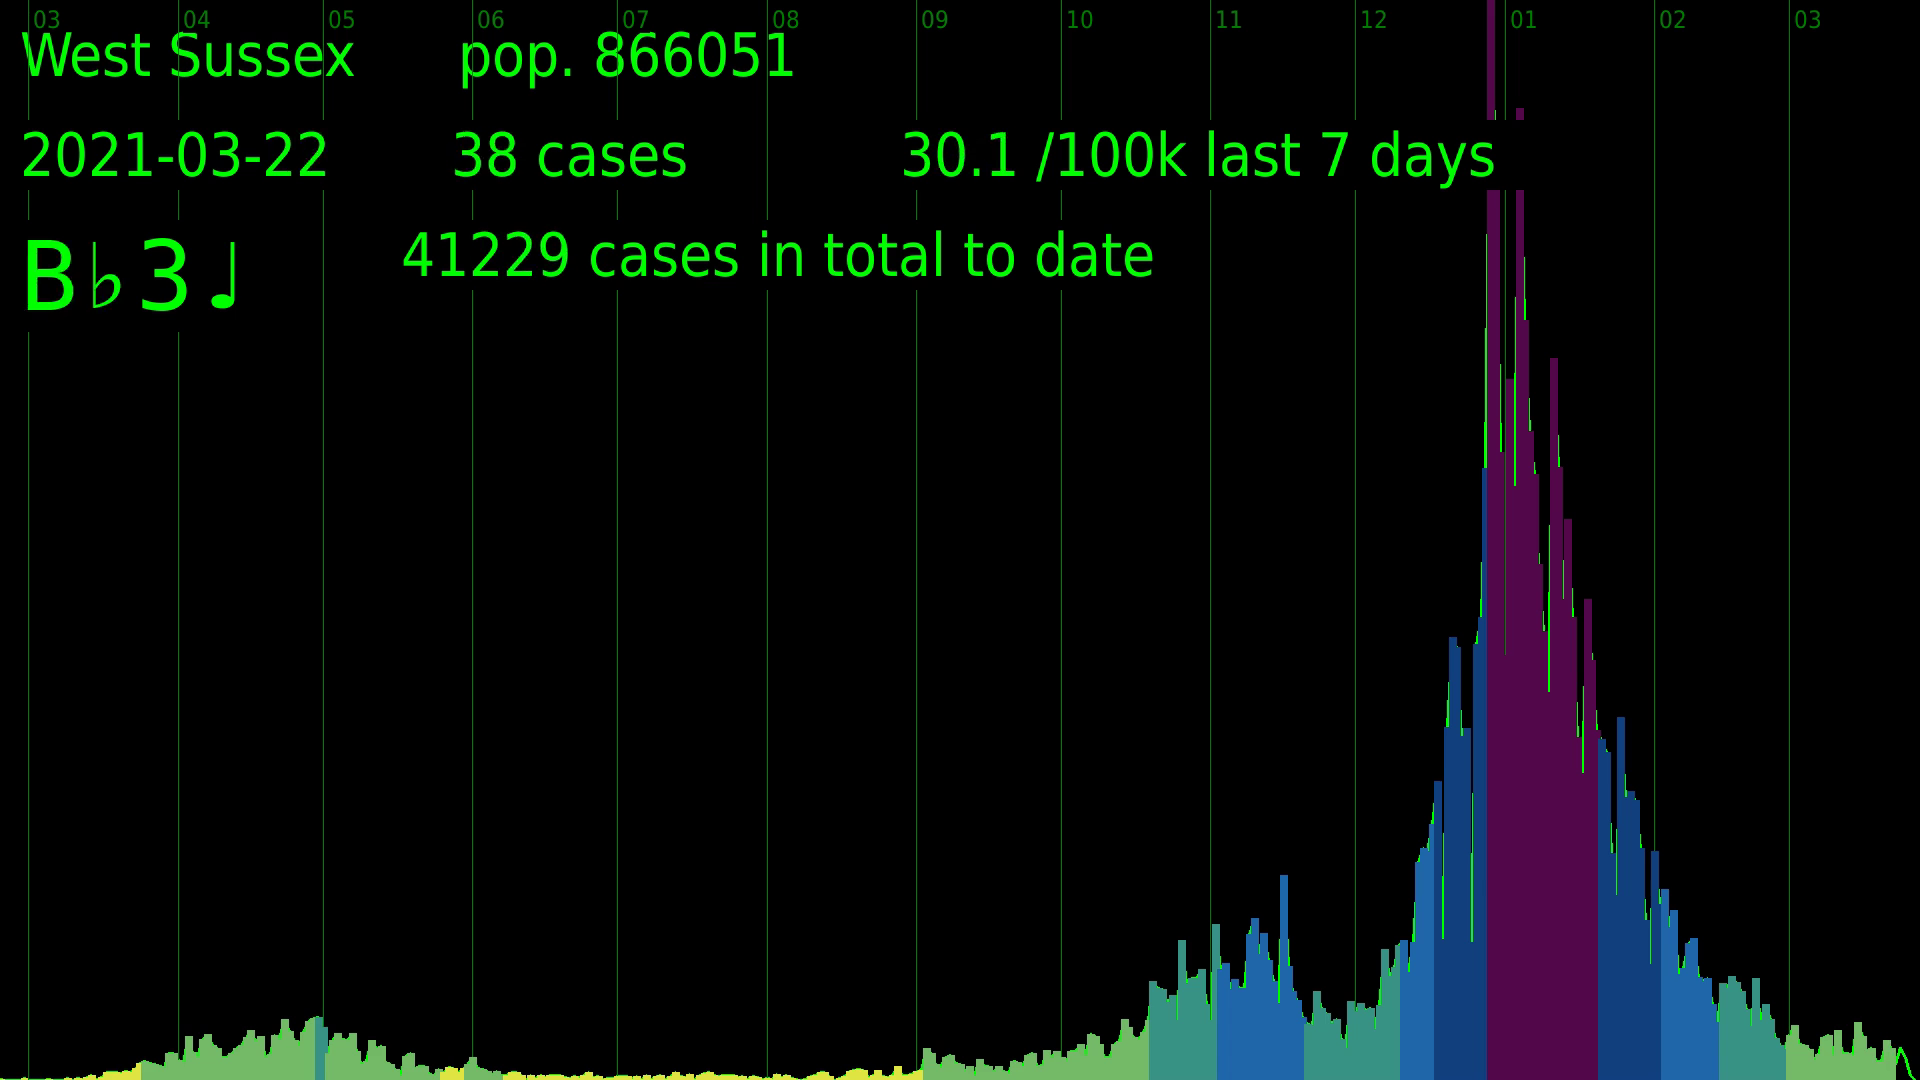 03 04 05 06 07 08 09 10 11 12 01 02 03
West Sussex pop. 866051
2021-03-22 38 cases 30.1 /100k last 7 days
B♭3♩ 41229 cases in total to date